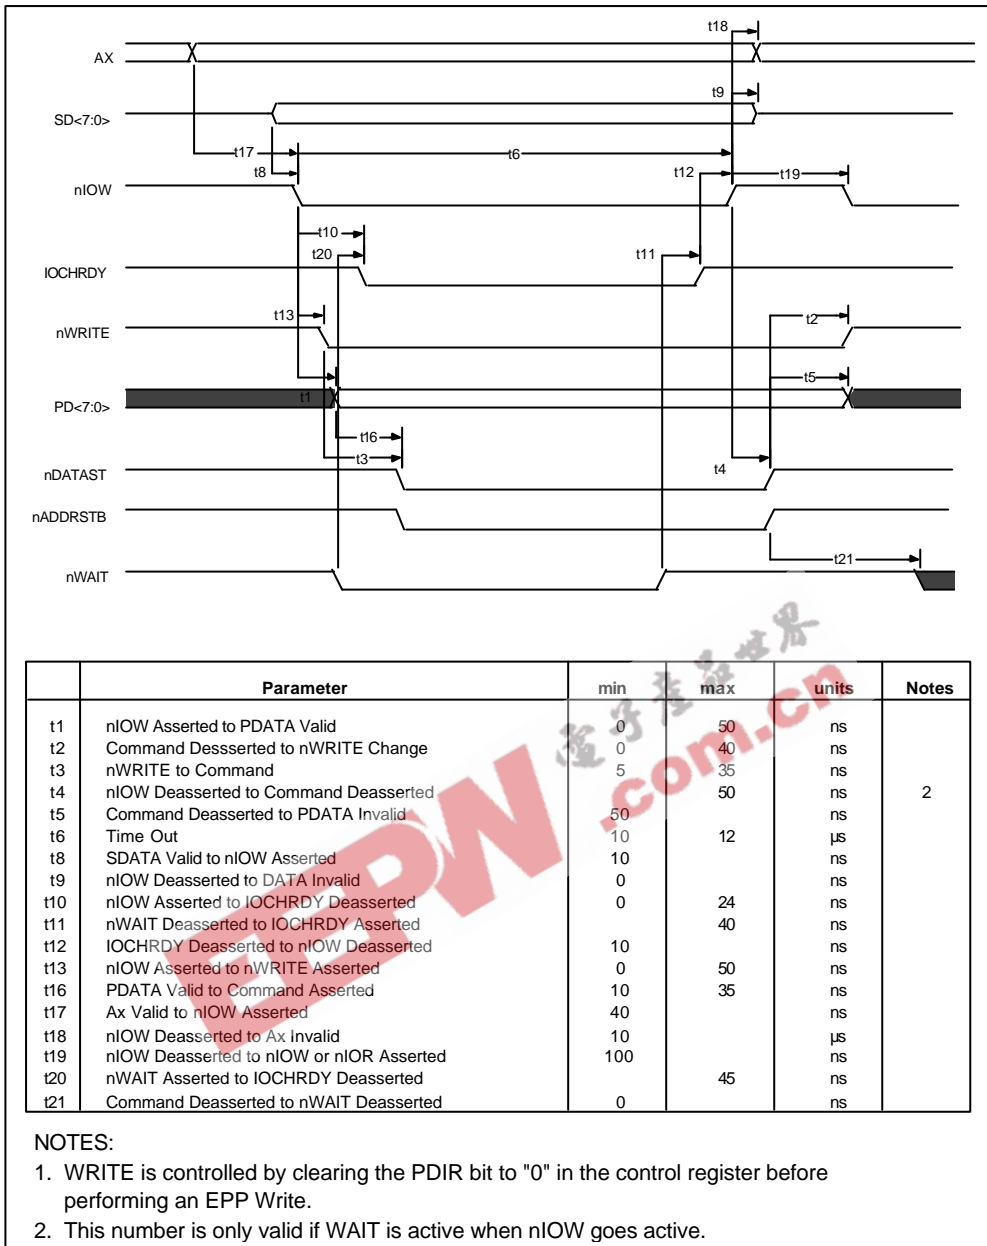 t18
AX
t9
SD<7:0>
t17
t6
t8
t12
t19
nIOW
t10
t20
t11
IOCHRDY
t13
t2
nWRITE
t5
t1
PD<7:0>
t16
t3
t4
nDATAST
nADDRSTB
t21
nWAIT
電子產品世界
EEPW.com.cn
Parameter min max units Notes
t1 nIOW Asserted to PDATA Valid 0 50 ns
t2 Command Dessserted to nWRITE Change 0 40 ns
t3 nWRITE to Command 5 35 ns
t4 nIOW Deasserted to Command Deasserted 50 ns 2
t5 Command Deasserted to PDATA Invalid 50 ns
t6 Time Out 10 12 µs
t8 SDATA Valid to nIOW Asserted 10 ns
t9 nIOW Deasserted to DATA Invalid 0 ns
t10 nIOW Asserted to IOCHRDY Deasserted 0 24 ns
t11 nWAIT Deasserted to IOCHRDY Asserted 40 ns
t12 IOCHRDY Deasserted to nIOW Deasserted 10 ns
t13 nIOW Asserted to nWRITE Asserted 0 50 ns
t16 PDATA Valid to Command Asserted 10 35 ns
t17 Ax Valid to nIOW Asserted 40 ns
t18 nIOW Deasserted to Ax Invalid 10 µs
t19 nIOW Deasserted to nIOW or nIOR Asserted 100 ns
t20 nWAIT Asserted to IOCHRDY Deasserted 45 ns
t21 Command Deasserted to nWAIT Deasserted 0 ns
NOTES:
1. WRITE is controlled by clearing the PDIR bit to "0" in the control register before
performing an EPP Write.
2. This number is only valid if WAIT is active when nIOW goes active.